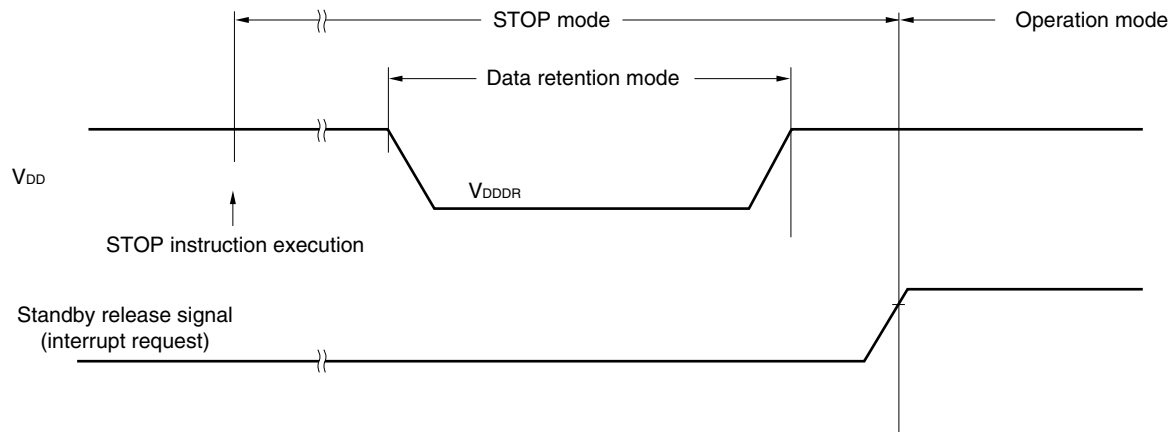 STOP mode
Operation mode
Data retention mode
VDD
VDDDR
STOP instruction execution
Standby release signal
(interrupt request)